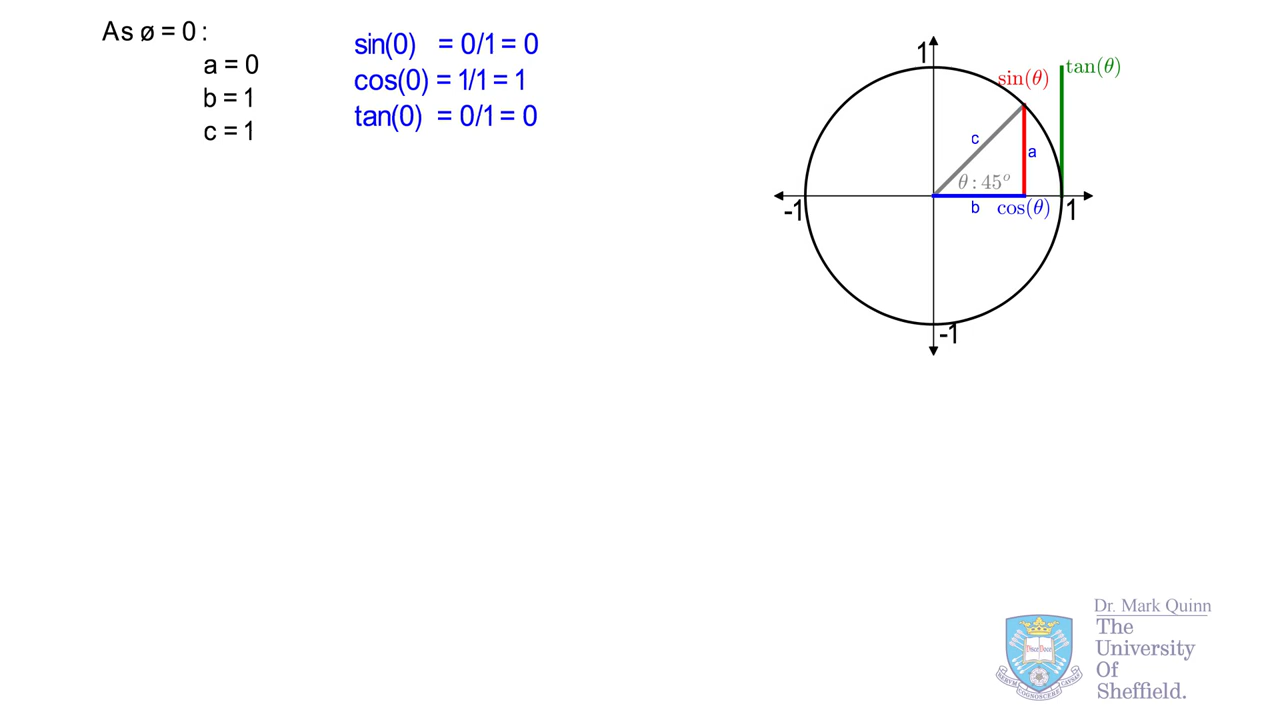 As ø = 0 :
a = 0
b = 1
c = 1
sin(0) = 0/1 = 0
cos(0) = 1/1 = 1
tan(0) = 0/1 = 0
1
tan(θ)
sin(θ)
c
a
θ : 45°
-1
b
cos(θ)
1
-1
Dr. Mark Quinn
The
University
Of
Sheffield.